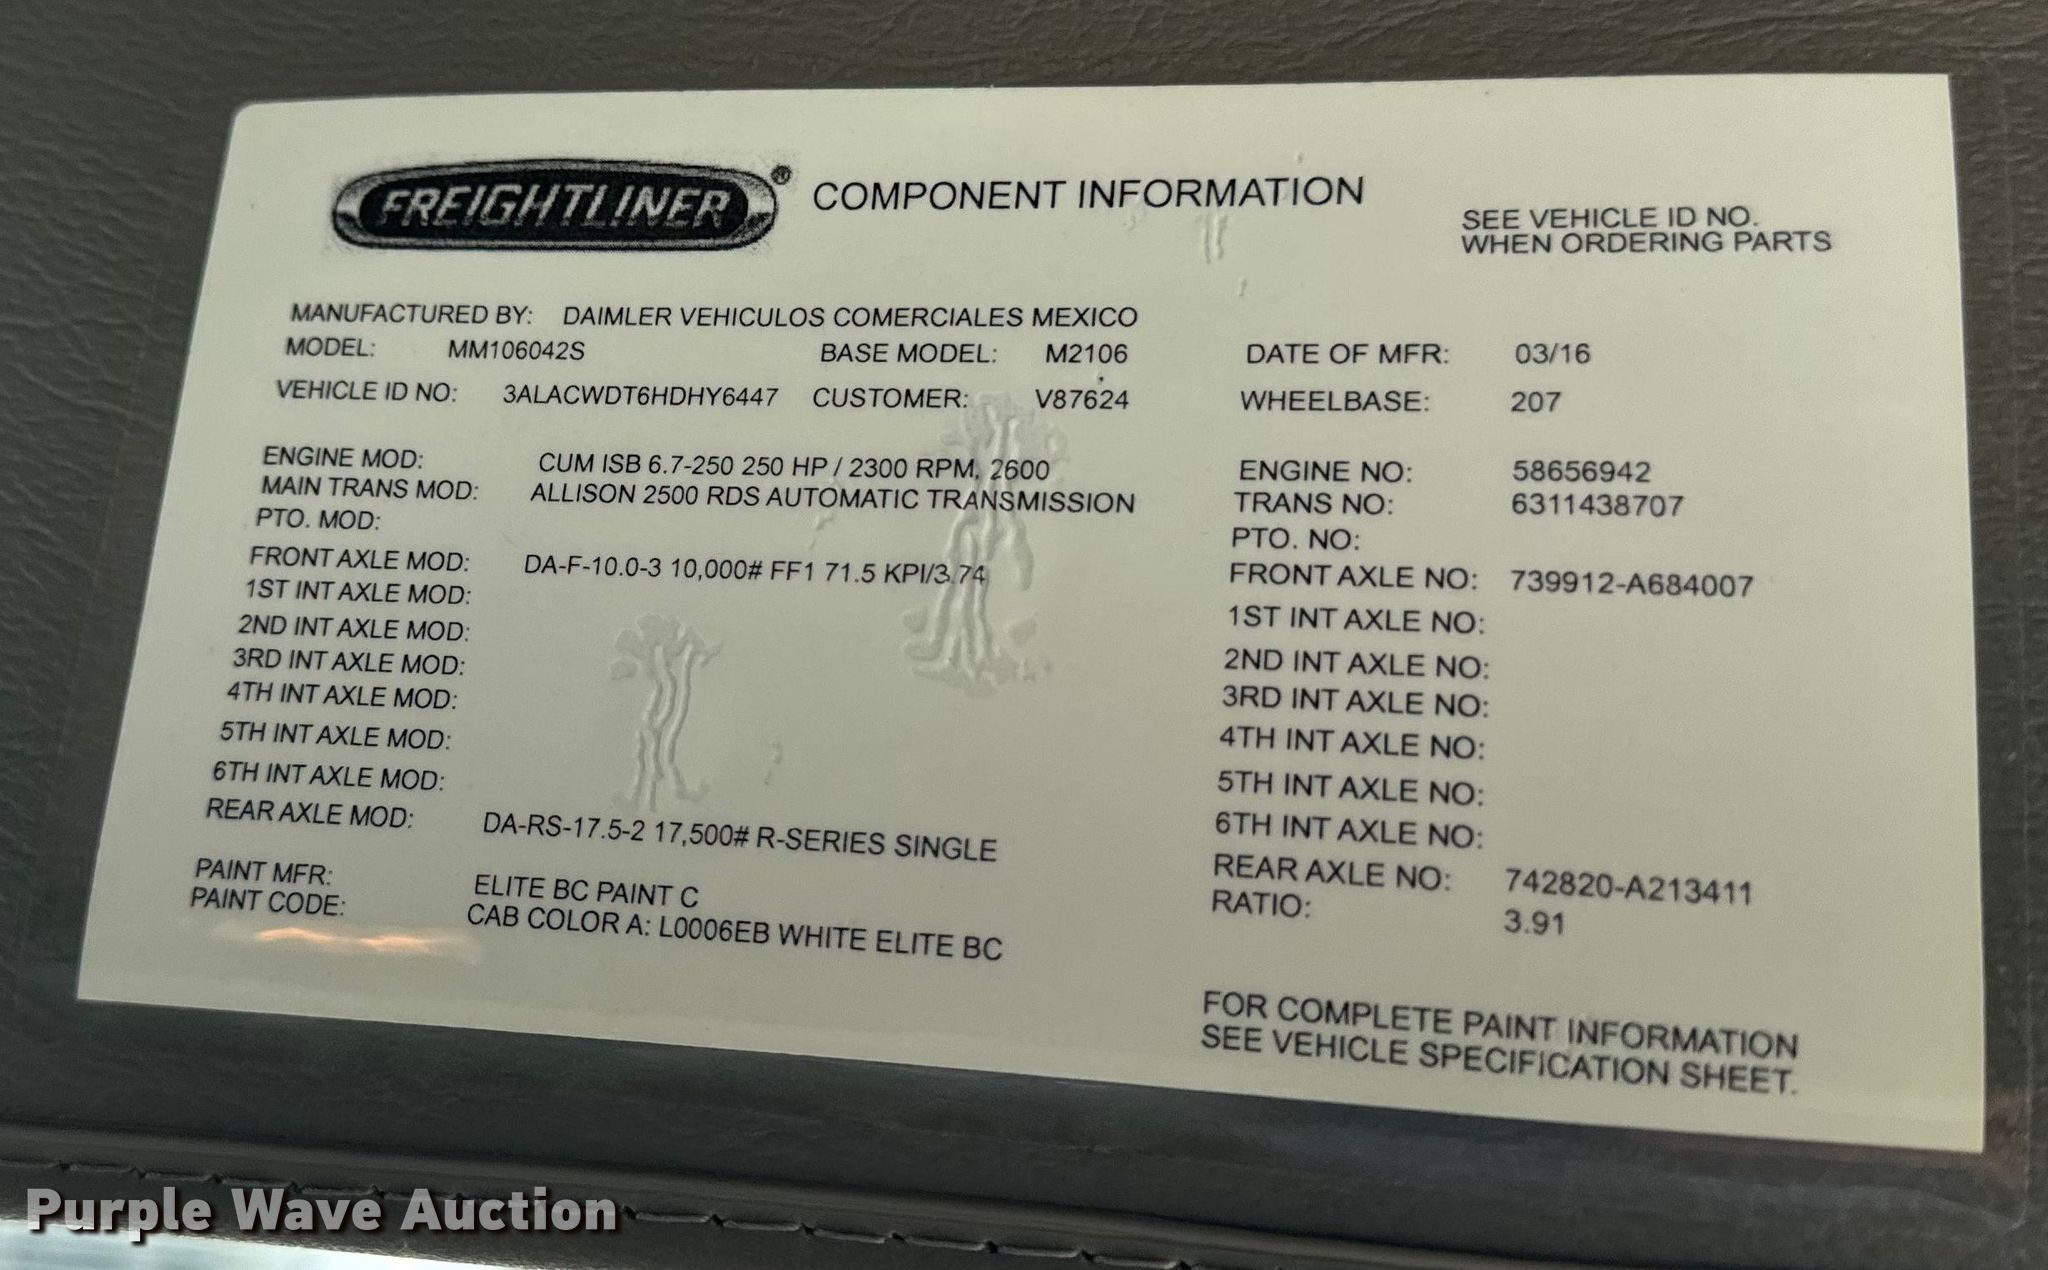 FREIGHTLINER® COMPONENT INFORMATION
SEE VEHICLE ID NO.
WHEN ORDERING PARTS
MANUFACTURED BY: DAIMLER VEHICULOS COMERCIALES MEXICO
MODEL: MM106042S BASE MODEL: M2106 DATE OF MFR: 03/16
VEHICLE ID NO: 3ALACWDT6HDHY6447 CUSTOMER: V87624 WHEELBASE: 207
ENGINE MOD: CUM ISB 6.7-250 250 HP / 2300 RPM, 2600 ENGINE NO: 58656942
MAIN TRANS MOD: ALLISON 2500 RDS AUTOMATIC TRANSMISSION TRANS NO: 6311438707
PTO. MOD: PTO. NO:
FRONT AXLE MOD: DA-F-10.0-3 10,000# FF1 71.5 KPI/3.74 FRONT AXLE NO: 739912-A684007
1ST INT AXLE MOD: 1ST INT AXLE NO:
2ND INT AXLE MOD: 2ND INT AXLE NO:
3RD INT AXLE MOD: 3RD INT AXLE NO:
4TH INT AXLE MOD: 4TH INT AXLE NO:
5TH INT AXLE MOD: 5TH INT AXLE NO:
6TH INT AXLE MOD: 6TH INT AXLE NO:
REAR AXLE MOD: DA-RS-17.5-2 17,500# R-SERIES SINGLE REAR AXLE NO: 742820-A213411
RATIO: 3.91
PAINT MFR: ELITE BC PAINT C
PAINT CODE: CAB COLOR A: L0006EB WHITE ELITE BC
FOR COMPLETE PAINT INFORMATION
SEE VEHICLE SPECIFICATION SHEET.
Purple Wave Auction